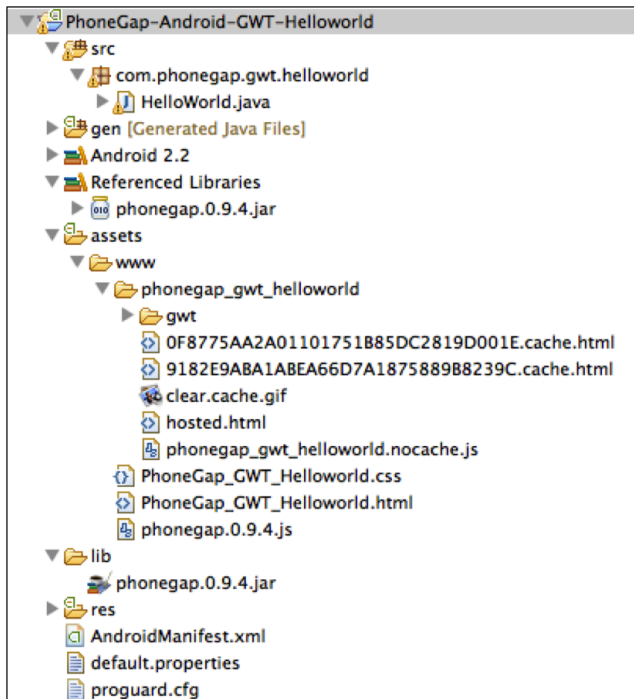 PhoneGap-Android-GWT-Helloworld
src
com.phonegap.gwt.helloworld
HelloWorld.java
gen [Generated Java Files]
Android 2.2
Referenced Libraries
phonegap.0.9.4.jar
assets
www
phonegap_gwt_helloworld
gwt
0F8775AA2A01101751B85DC2819D001E.cache.html
9182E9ABA1ABEA66D7A1875889B8239C.cache.html
clear.cache.gif
hosted.html
phonegap_gwt_helloworld.nocache.js
PhoneGap_GWT_Helloworld.css
PhoneGap_GWT_Helloworld.html
phonegap.0.9.4.js
lib
phonegap.0.9.4.jar
res
AndroidManifest.xml
default.properties
proguard.cfg